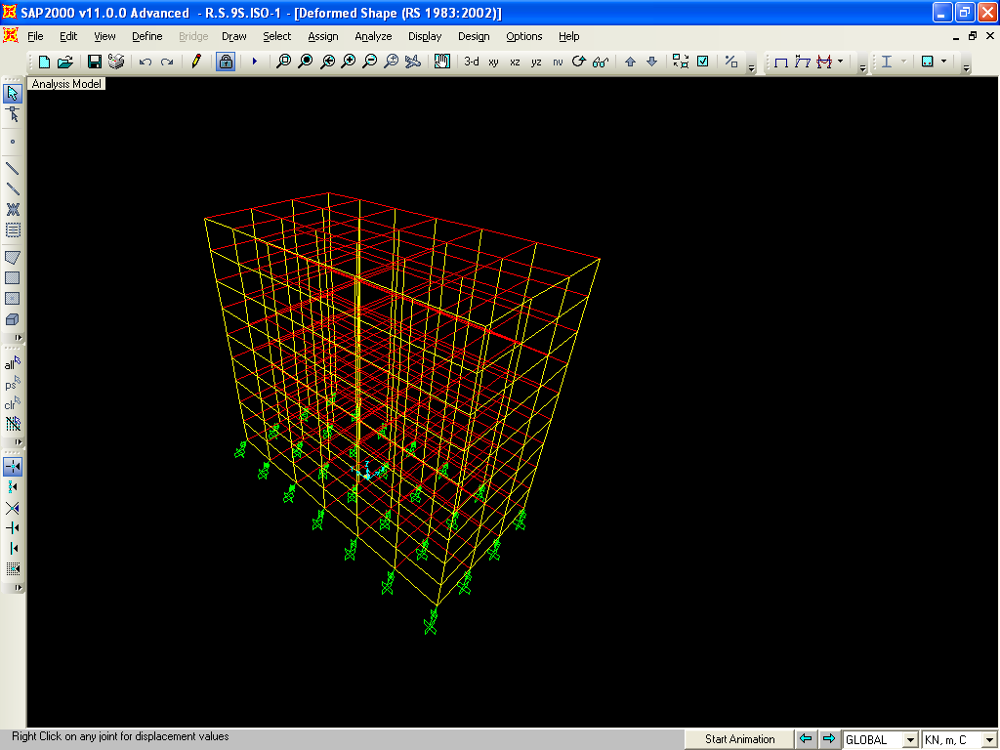 SAP2000 v11.0.0 Advanced - R.S.9S.ISO-1 - [Deformed Shape (RS 1983:2002)]
File Edit View Define Bridge Draw Select Assign Analyze Display Design Options Help
3-d xy xz yz nv
Analysis Model
all
ps
clr
Z
Right Click on any joint for displacement values
Start Animation
GLOBAL
KN, m, C